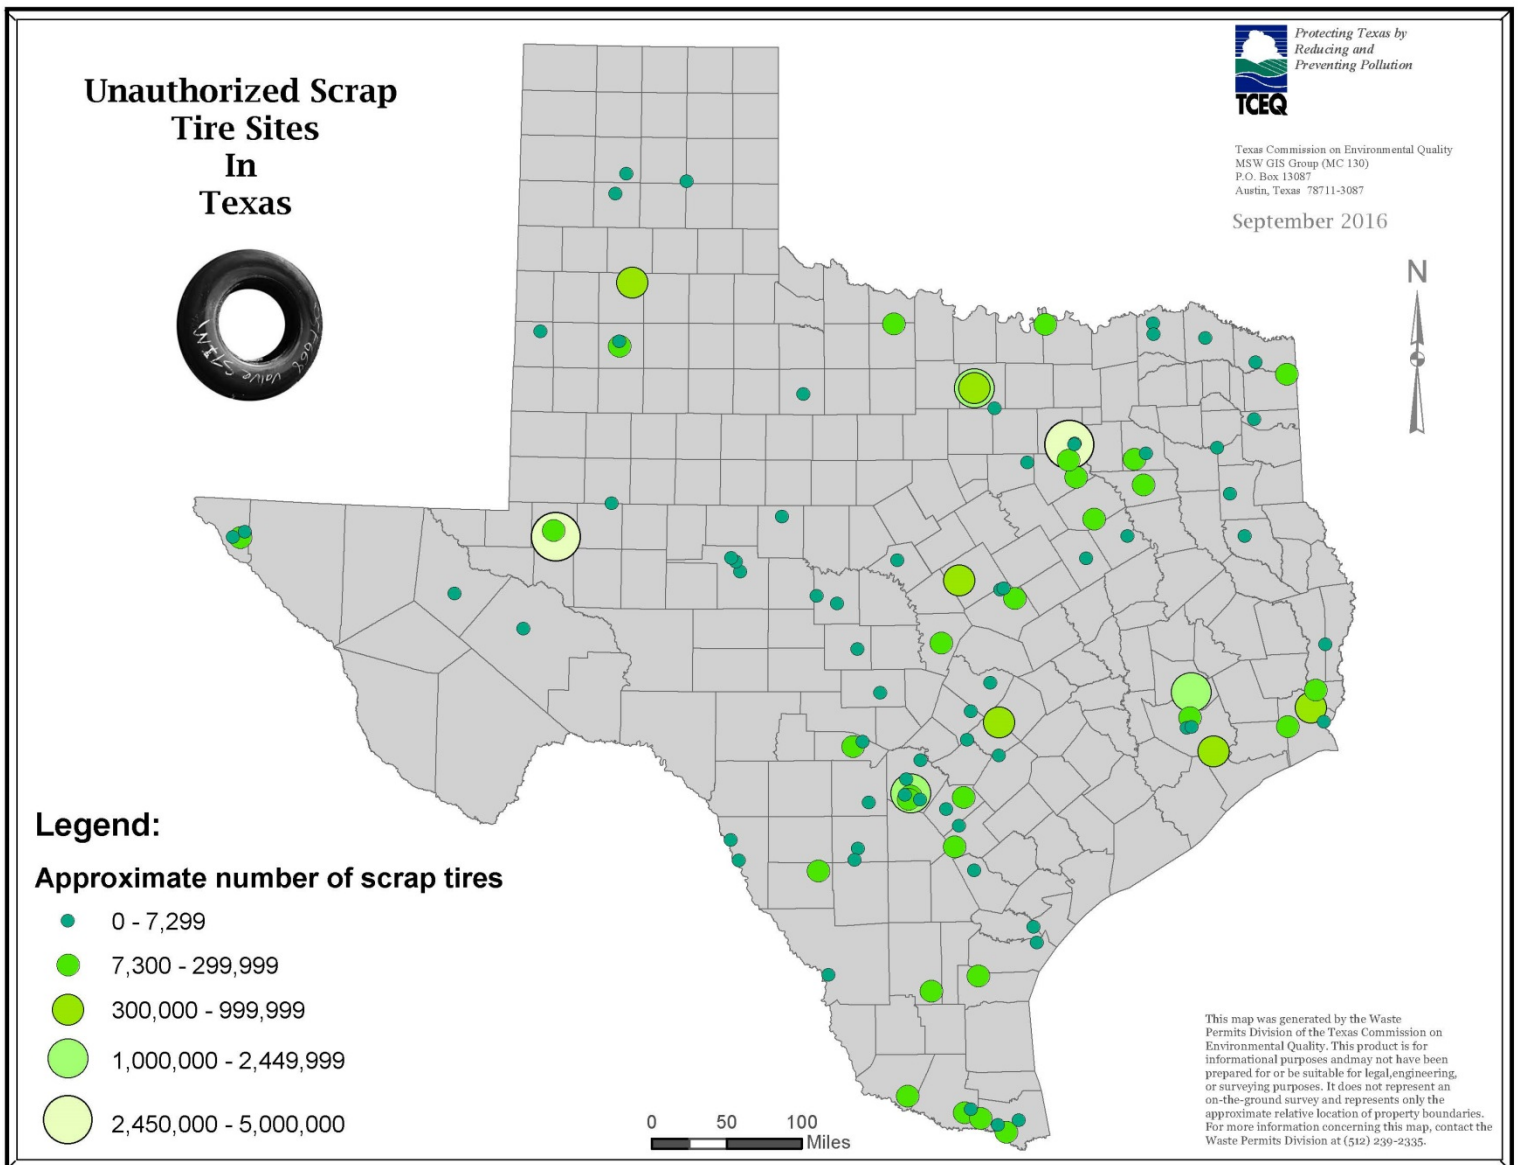 Unauthorized Scrap
Tire Sites
In
Texas
Protecting Texas by
Reducing and
Preventing Pollution
TCEQ
Texas Commission on Environmental Quality
MSW GIS Group (MC 130)
P.O. Box 13087
Austin, Texas 78711-3087
September 2016
N
Legend:
Approximate number of scrap tires
0 - 7,299
7,300 - 299,999
300,000 - 999,999
1,000,000 - 2,449,999
2,450,000 - 5,000,000
0 50 100
Miles
This map was generated by the Waste
Permits Division of the Texas Commission on
Environmental Quality. This product is for
informational purposes andmay not have been
prepared for or be suitable for legal,engineering,
or surveying purposes. It does not represent an
on-the-ground survey and represents only the
approximate relative location of property boundaries.
For more information concerning this map, contact the
Waste Permits Division at (512) 239-2335.